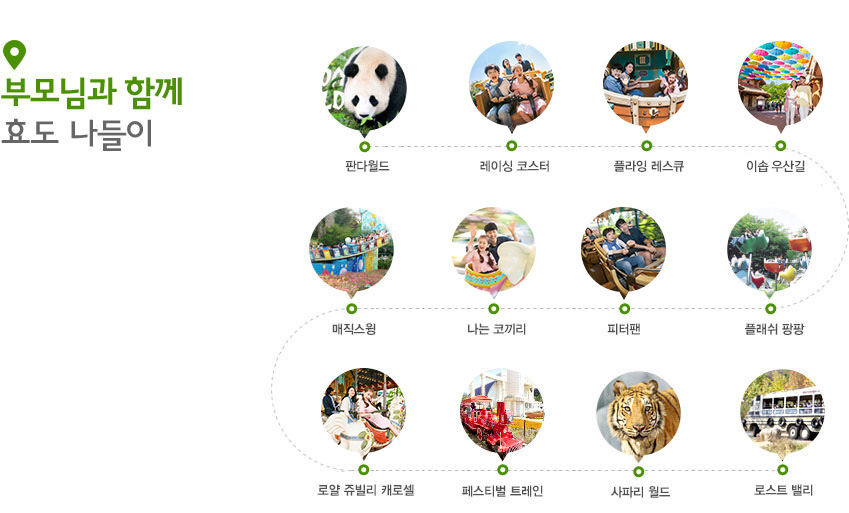 부모님과 함께
효도 나들이
판다월드
레이싱 코스터
플라잉 레스큐
이솝 우산길
매직스윙
나는 코끼리
피터팬
플래쉬 팡팡
로얄 쥬빌리 캐로셀
페스티벌 트레인
사파리 월드
로스트 밸리